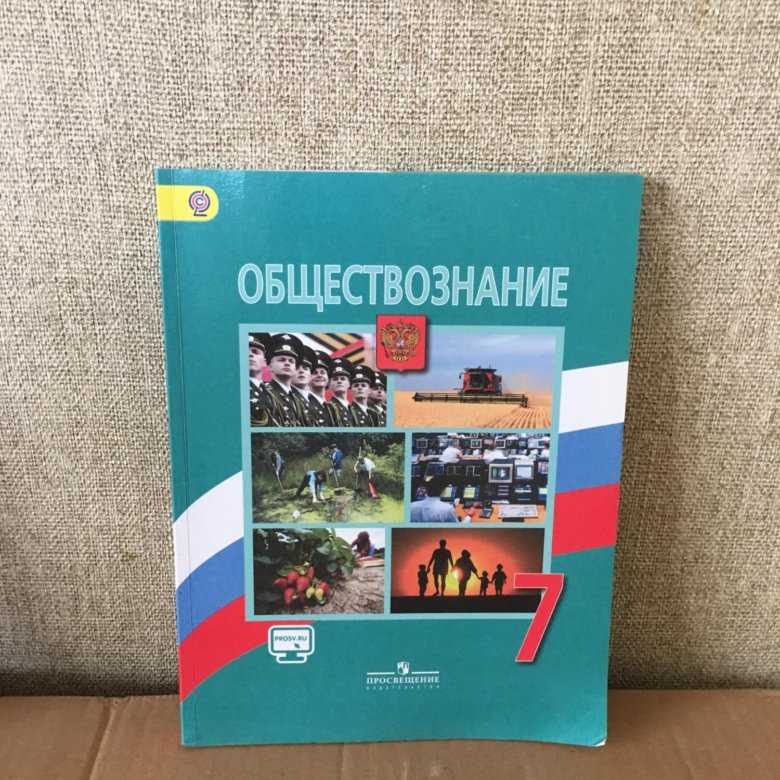 ОБЩЕСТВОЗНАНИЕ
7
PROSV.RU
ПРОСВЕЩЕНИЕ
ИЗДАТЕЛЬСТВО